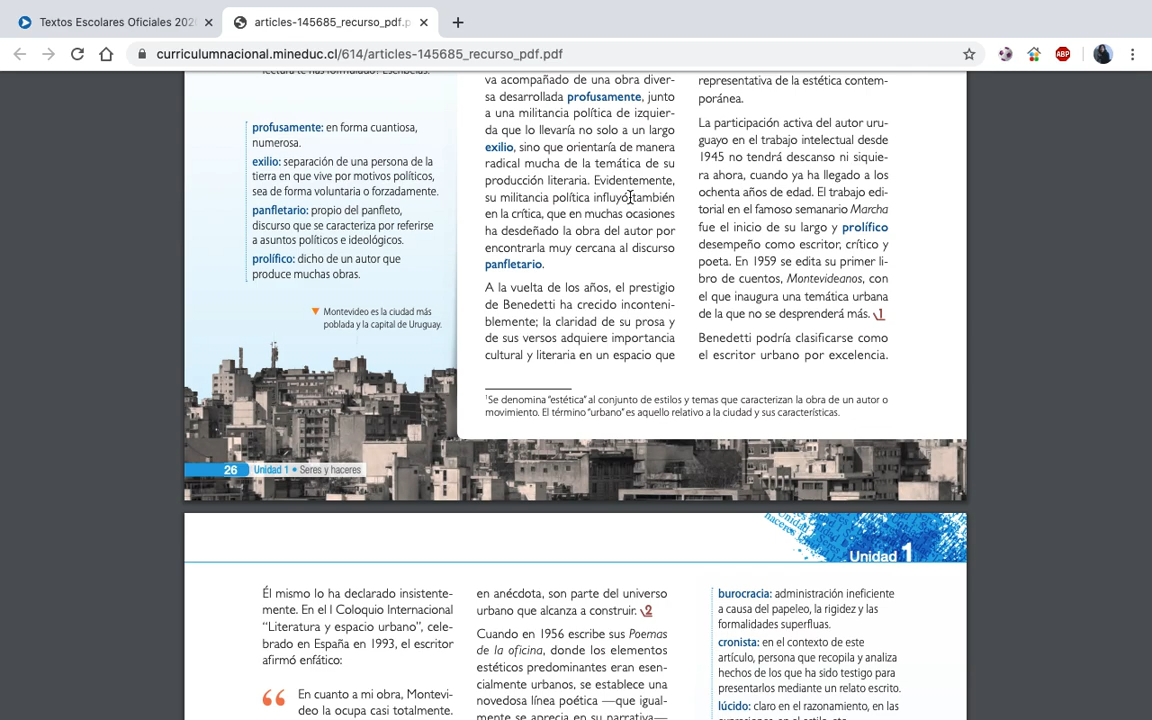 Textos Escolares Oficiales 202
articles-145685_recurso_pdf.p
curriculumnacional.mineduc.cl/614/articles-145685_recurso_pdf.pdf
ABP
lectura te has formulado? Escríbelas.
profusamente: en forma cuantiosa,
numerosa.
exilio: separación de una persona de la
tierra en que vive por motivos políticos,
sea de forma voluntaria o forzadamente.
panfletario: propio del panfleto,
discurso que se caracteriza por referirse
a asuntos políticos e ideológicos.
prolífico: dicho de un autor que
produce muchas obras.
Montevideo es la ciudad más
poblada y la capital de Uruguay.
va acompañado de una obra diver-
sa desarrollada profusamente, junto
a una militancia política de izquier-
da que lo llevaría no solo a un largo
exilio, sino que orientaría de manera
radical mucha de la temática de su
producción literaria. Evidentemente,
su militancia política influyó también
en la crítica, que en muchas ocasiones
ha desdeñado la obra del autor por
encontrarla muy cercana al discurso
panfletario.
A la vuelta de los años, el prestigio
de Benedetti ha crecido inconteni-
blemente; la claridad de su prosa y
de sus versos adquiere importancia
cultural y literaria en un espacio que
representativa de la estética contem-
poránea.
La participación activa del autor uru-
guayo en el trabajo intelectual desde
1945 no tendrá descanso ni siquie-
ra ahora, cuando ya ha llegado a los
ochenta años de edad. El trabajo edi-
torial en el famoso semanario Marcha
fue el inicio de su largo y prolífico
desempeño como escritor, crítico y
poeta. En 1959 se edita su primer li-
bro de cuentos, Montevideanos, con
el que inaugura una temática urbana
de la que no se desprenderá más. 1
Benedetti podría clasificarse como
el escritor urbano por excelencia.
1Se denomina "estética" al conjunto de estilos y temas que caracterizan la obra de un autor o
movimiento. El término "urbano" es aquello relativo a la ciudad y sus características.
26 Unidad 1 • Seres y haceres
Unidad 1
Él mismo lo ha declarado insistente-
mente. En el I Coloquio Internacional
"Literatura y espacio urbano", cele-
brado en España en 1993, el escritor
afirmó enfático:
En cuanto a mi obra, Montevi-
deo la ocupa casi totalmente.
en anécdota, son parte del universo
urbano que alcanza a construir. 2
Cuando en 1956 escribe sus Poemas
de la oficina, donde los elementos
estéticos predominantes eran esen-
cialmente urbanos, se establece una
novedosa línea poética —que igual-
mente se aprecia en su narrativa—
burocracia: administración ineficiente
a causa del papeleo, la rigidez y las
formalidades superfluas.
cronista: en el contexto de este
artículo, persona que recopila y analiza
hechos de los que ha sido testigo para
presentarlos mediante un relato escrito.
lúcido: claro en el razonamiento, en las